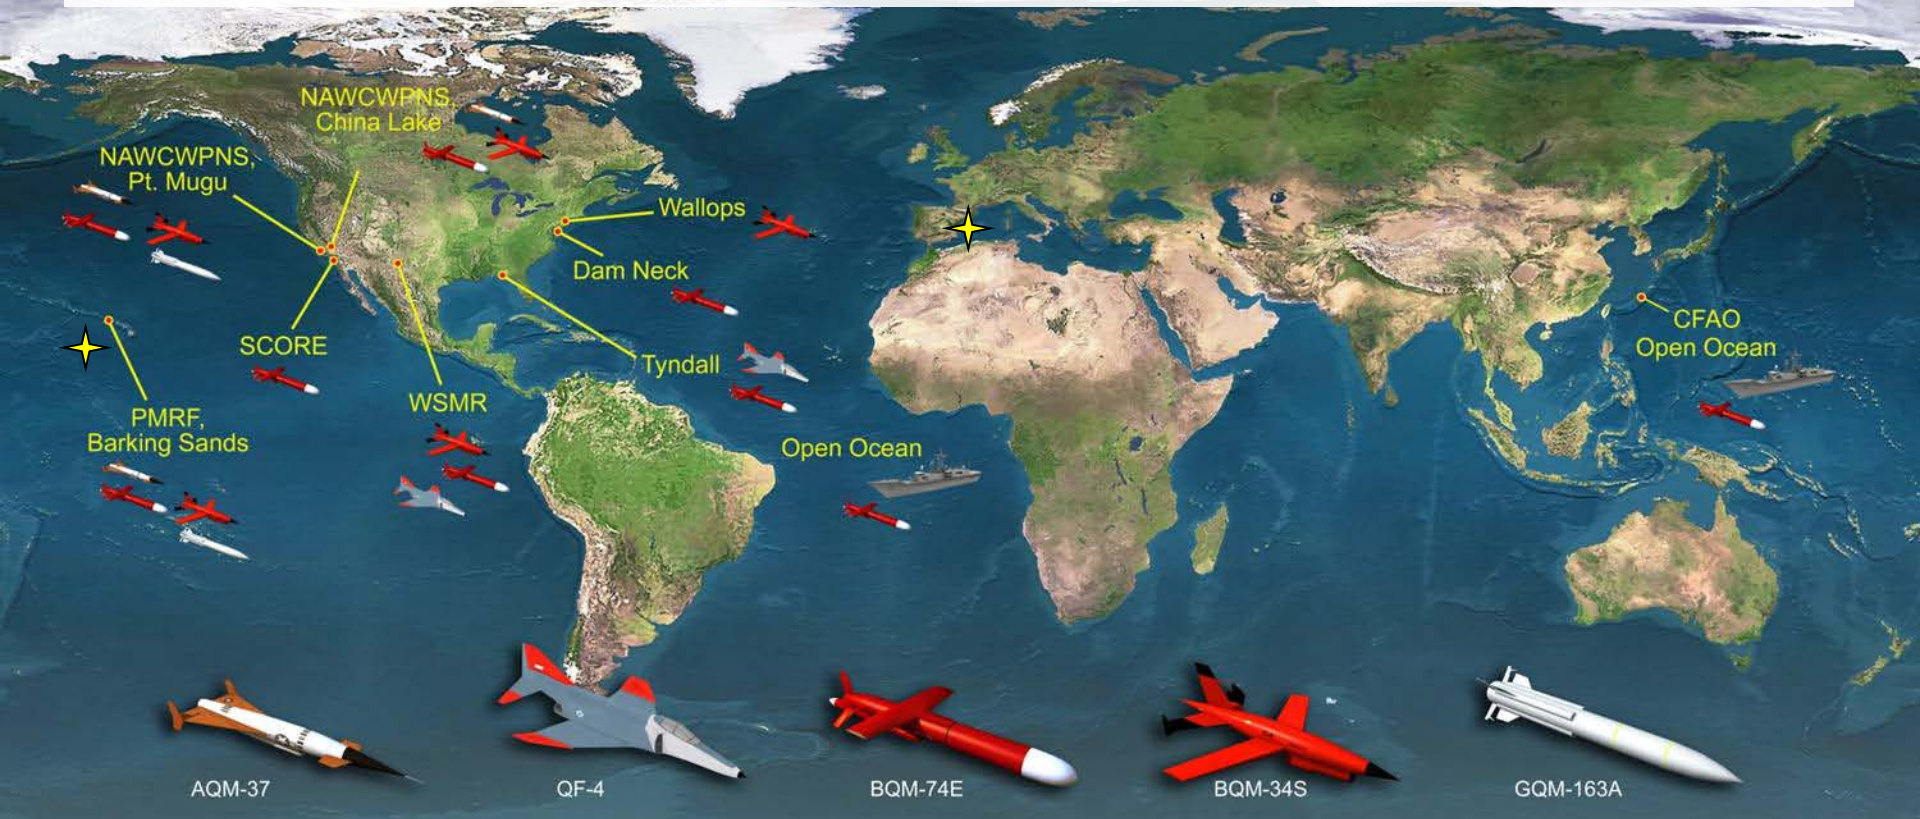 NAWCWPNS,
China Lake
NAWCWPNS,
Pt. Mugu
Wallops
Dam Neck
SCORE
WSMR
Tyndall
PMRF,
Barking Sands
Open Ocean
CFAO
Open Ocean
AQM-37
QF-4
BQM-74E
BQM-34S
GQM-163A